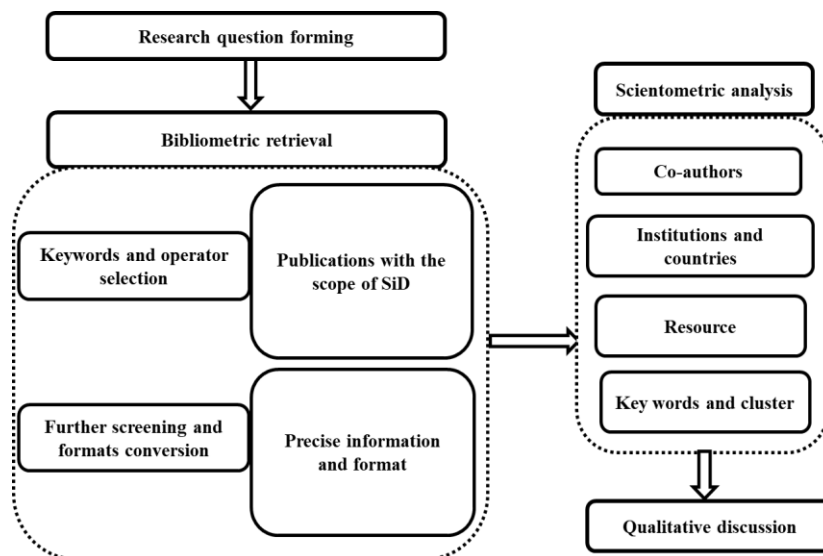 Research question forming
Bibliometric retrieval
Keywords and operator
selection
Publications with the
scope of SiD
Further screening and
formats conversion
Precise information
and format
Scientometric analysis
Co-authors
Institutions and
countries
Resource
Key words and cluster
Qualitative discussion